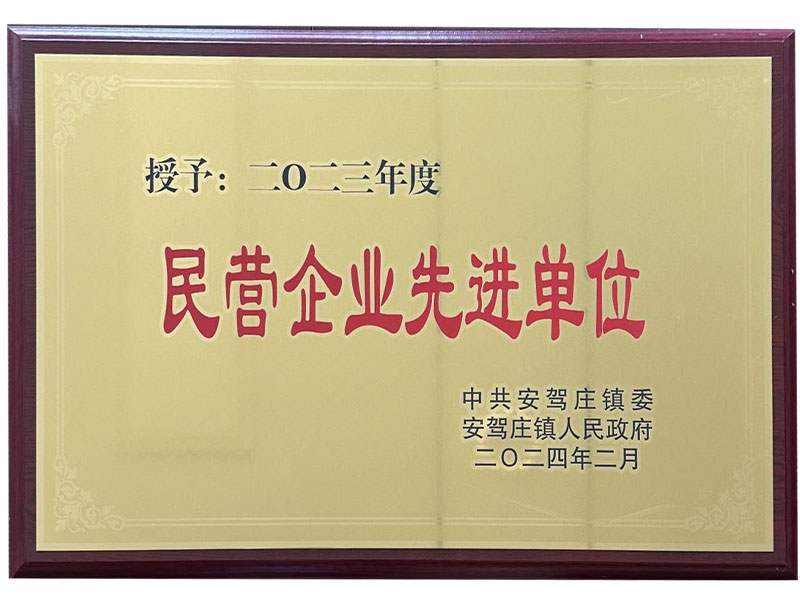 授予：二〇二三年度
民营企业先进单位
中共安驾庄镇委
安驾庄镇人民政府
二〇二四年二月